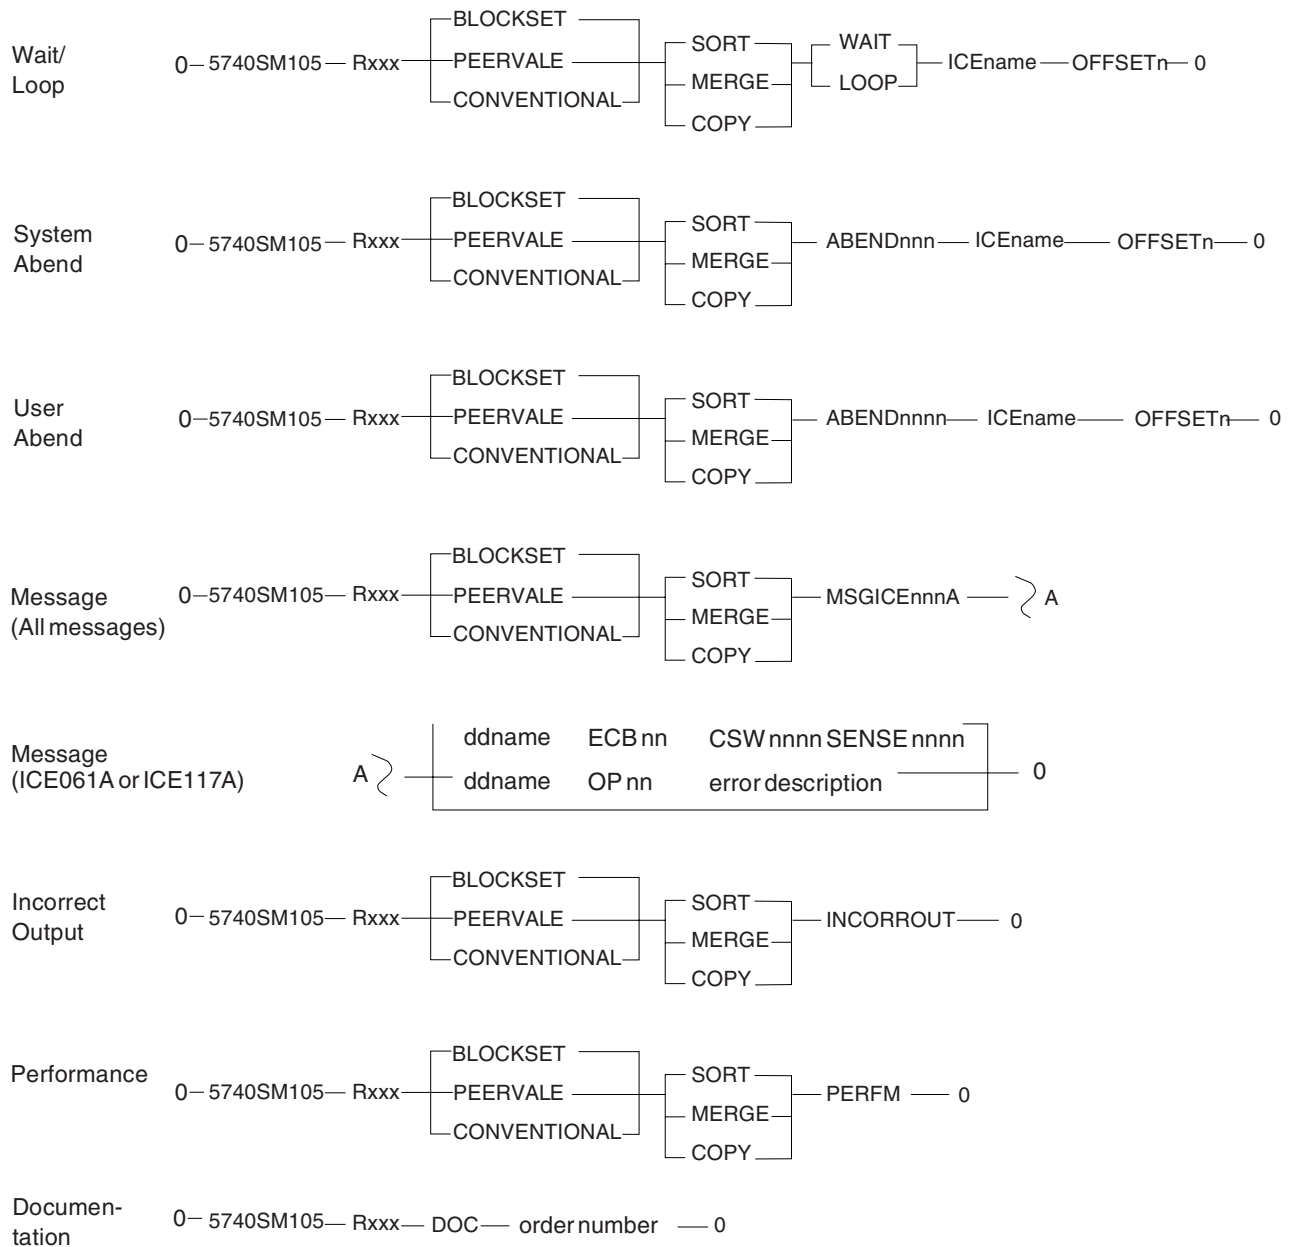 BLOCKSET
Wait/
Loop
0 5740SM105 Rxxx PEERVALE SORT WAIT ICEname OFFSETn 0
MERGE LOOP
CONVENTIONAL
COPY
BLOCKSET
System
Abend
0 5740SM105 Rxxx PEERVALE SORT ABENDnnn ICEname OFFSETn 0
MERGE
CONVENTIONAL
COPY
BLOCKSET
User
Abend
0 5740SM105 Rxxx PEERVALE SORT ABENDnnnn ICEname OFFSETn 0
MERGE
CONVENTIONAL
COPY
BLOCKSET
Message
(All messages)
0 5740SM105 Rxxx PEERVALE SORT MSGICEnnnA A
MERGE
CONVENTIONAL
COPY
Message
(ICE061A or ICE117A)
ddname ECB nn CSW nnnn SENSE nnnn
A ddname OP nn error description 0
BLOCKSET
Incorrect
Output
0 5740SM105 Rxxx PEERVALE SORT INCORROUT 0
MERGE
CONVENTIONAL
COPY
BLOCKSET
Performance
0 5740SM105 Rxxx PEERVALE SORT PERFM 0
MERGE
CONVENTIONAL
COPY
Documen-
tation
0 5740SM105 Rxxx DOC order number 0